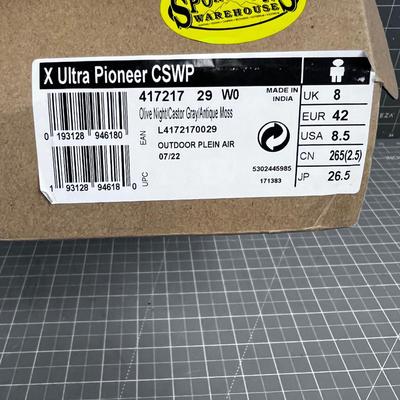 SPORTSMAN'S
WAREHOUSE
X Ultra Pioneer CSWP
417217 29 W0
Olive Night/Castor Gray/Antique Moss
L4172170029
OUTDOOR PLEIN AIR
07/22
MADE IN
INDIA
5302445985
171383
EAN
UPC
0 193128 946180
1 93128 94618 0
UK 8
EUR 42
USA 8.5
CN 265(2.5)
JP 26.5